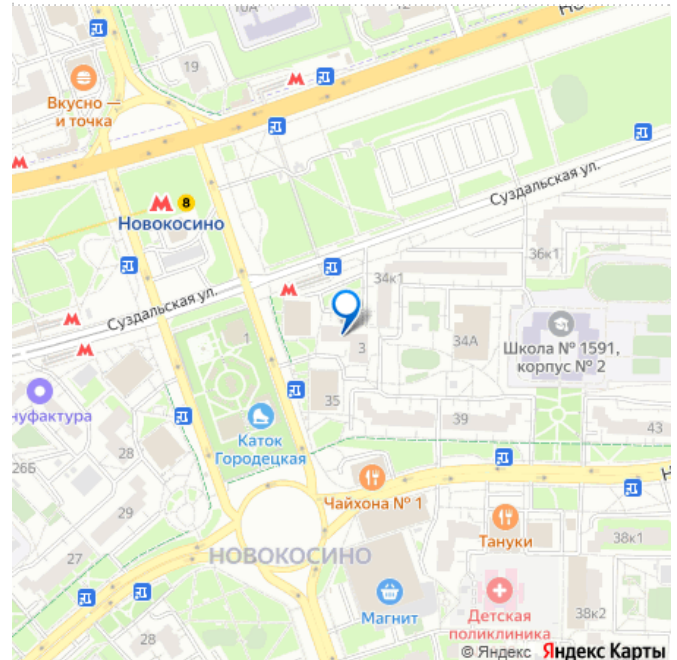 10А
19
Вкусно —
и точка
8
Новокосино
Суздальская ул.
36к1
34к1
Суздальская ул.
1
3
34А
Школа № 1591,
корпус № 2
35
39
43
Каток
Городецкая
28
26Б
29
Чайхона № 1
Тануки
38к1
НОВОКОСИНО
27
Магнит
Детская
поликлиника
38к2
28
© Яндекс Яндекс Карты